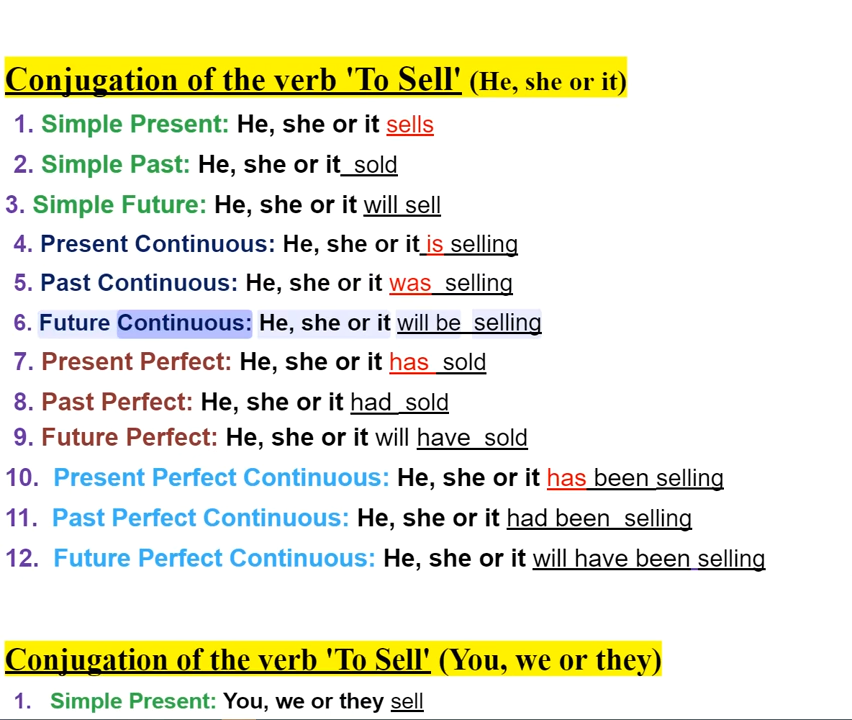 Conjugation of the verb 'To Sell' (He, she or it)
1. Simple Present: He, she or it sells
2. Simple Past: He, she or it sold
3. Simple Future: He, she or it will sell
4. Present Continuous: He, she or it is selling
5. Past Continuous: He, she or it was selling
6. Future Continuous: He, she or it will be selling
7. Present Perfect: He, she or it has sold
8. Past Perfect: He, she or it had sold
9. Future Perfect: He, she or it will have sold
10. Present Perfect Continuous: He, she or it has been selling
11. Past Perfect Continuous: He, she or it had been selling
12. Future Perfect Continuous: He, she or it will have been selling
Conjugation of the verb 'To Sell' (You, we or they)
1. Simple Present: You, we or they sell